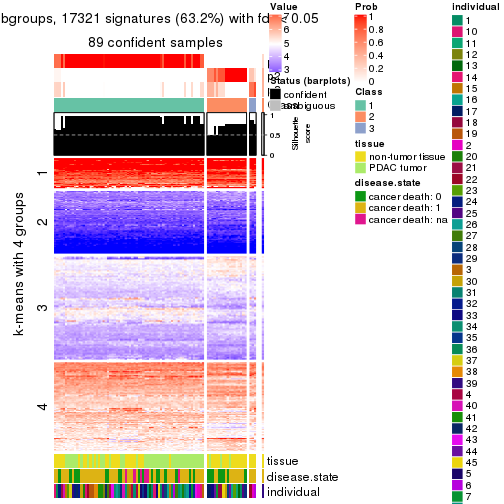 bgroups, 17321 signatures (63.2%) with fd 0.05
89 confident samples
k-means with 4 groups
1
2
3
4
p2
1
0.5
0
Silhouette
score
tissue
disease.state
individual
Value
6
5
4
3
Status (barplots)
confident
ambiguous
Prob
1
0.8
0.6
0.4
0.2
0
Class
1
2
3
tissue
non-tumor tissue
PDAC tumor
disease.state
cancer death: 0
cancer death: 1
cancer death: na
individual
1
10
11
12
13
14
15
16
17
18
19
2
20
21
22
23
24
25
26
27
28
29
3
30
31
32
33
34
35
36
37
38
39
4
40
41
42
43
44
45
5
6
7